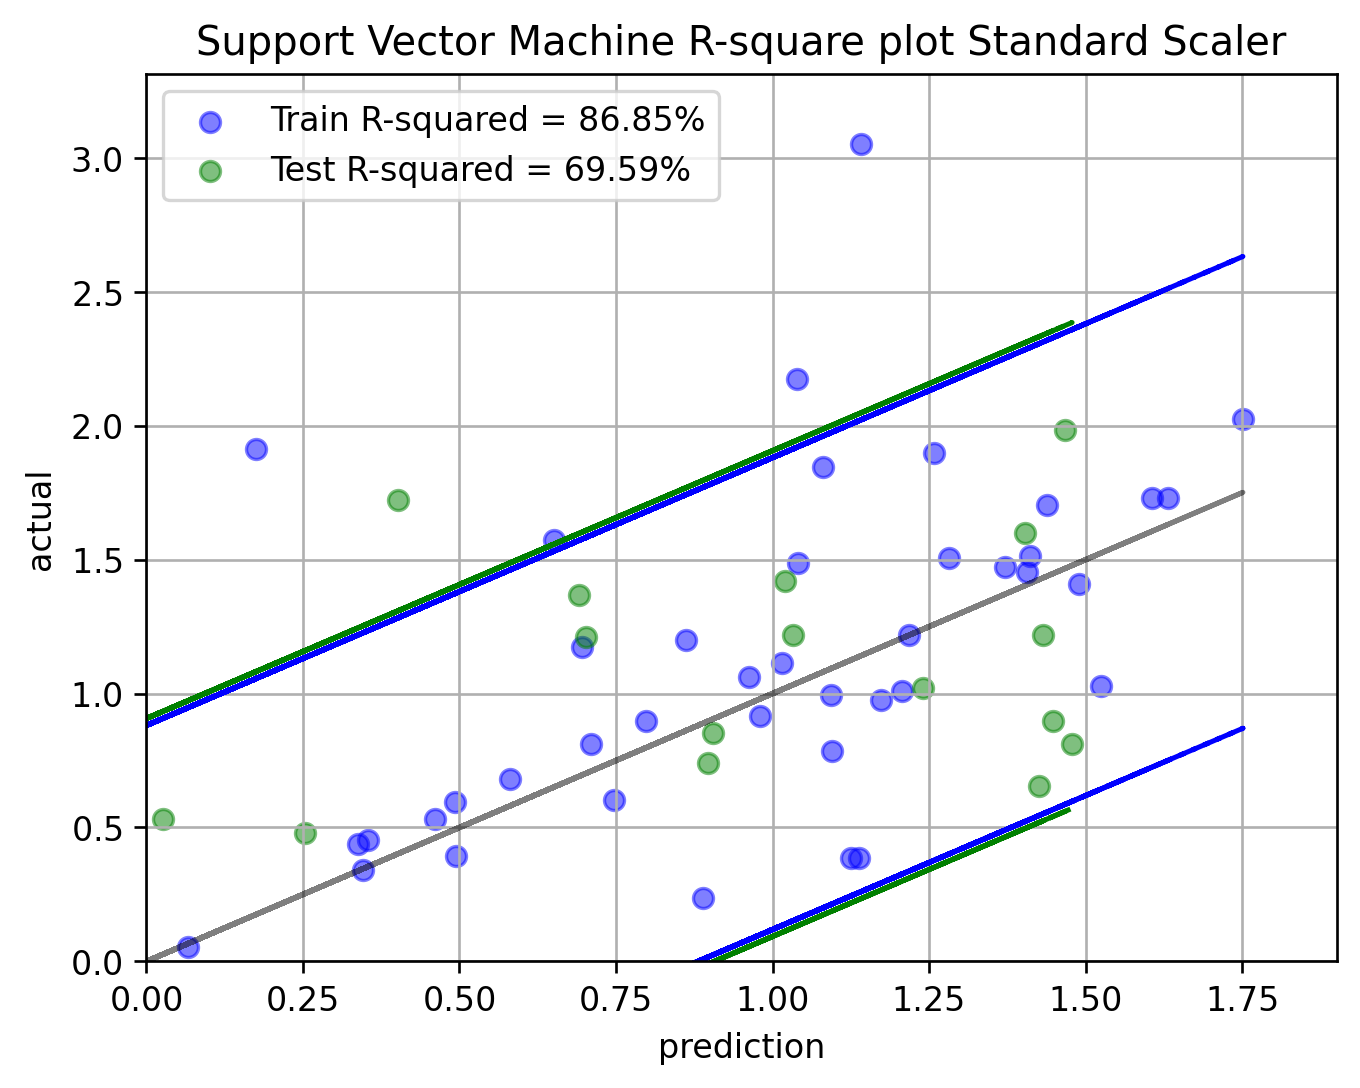 Support Vector Machine R-square plot Standard Scaler
Train R-squared = 86.85%
Test R-squared = 69.59%
3.0
2.5
2.0
1.5
1.0
0.5
0.0
actual
0.00 0.25 0.50 0.75 1.00 1.25 1.50 1.75
prediction